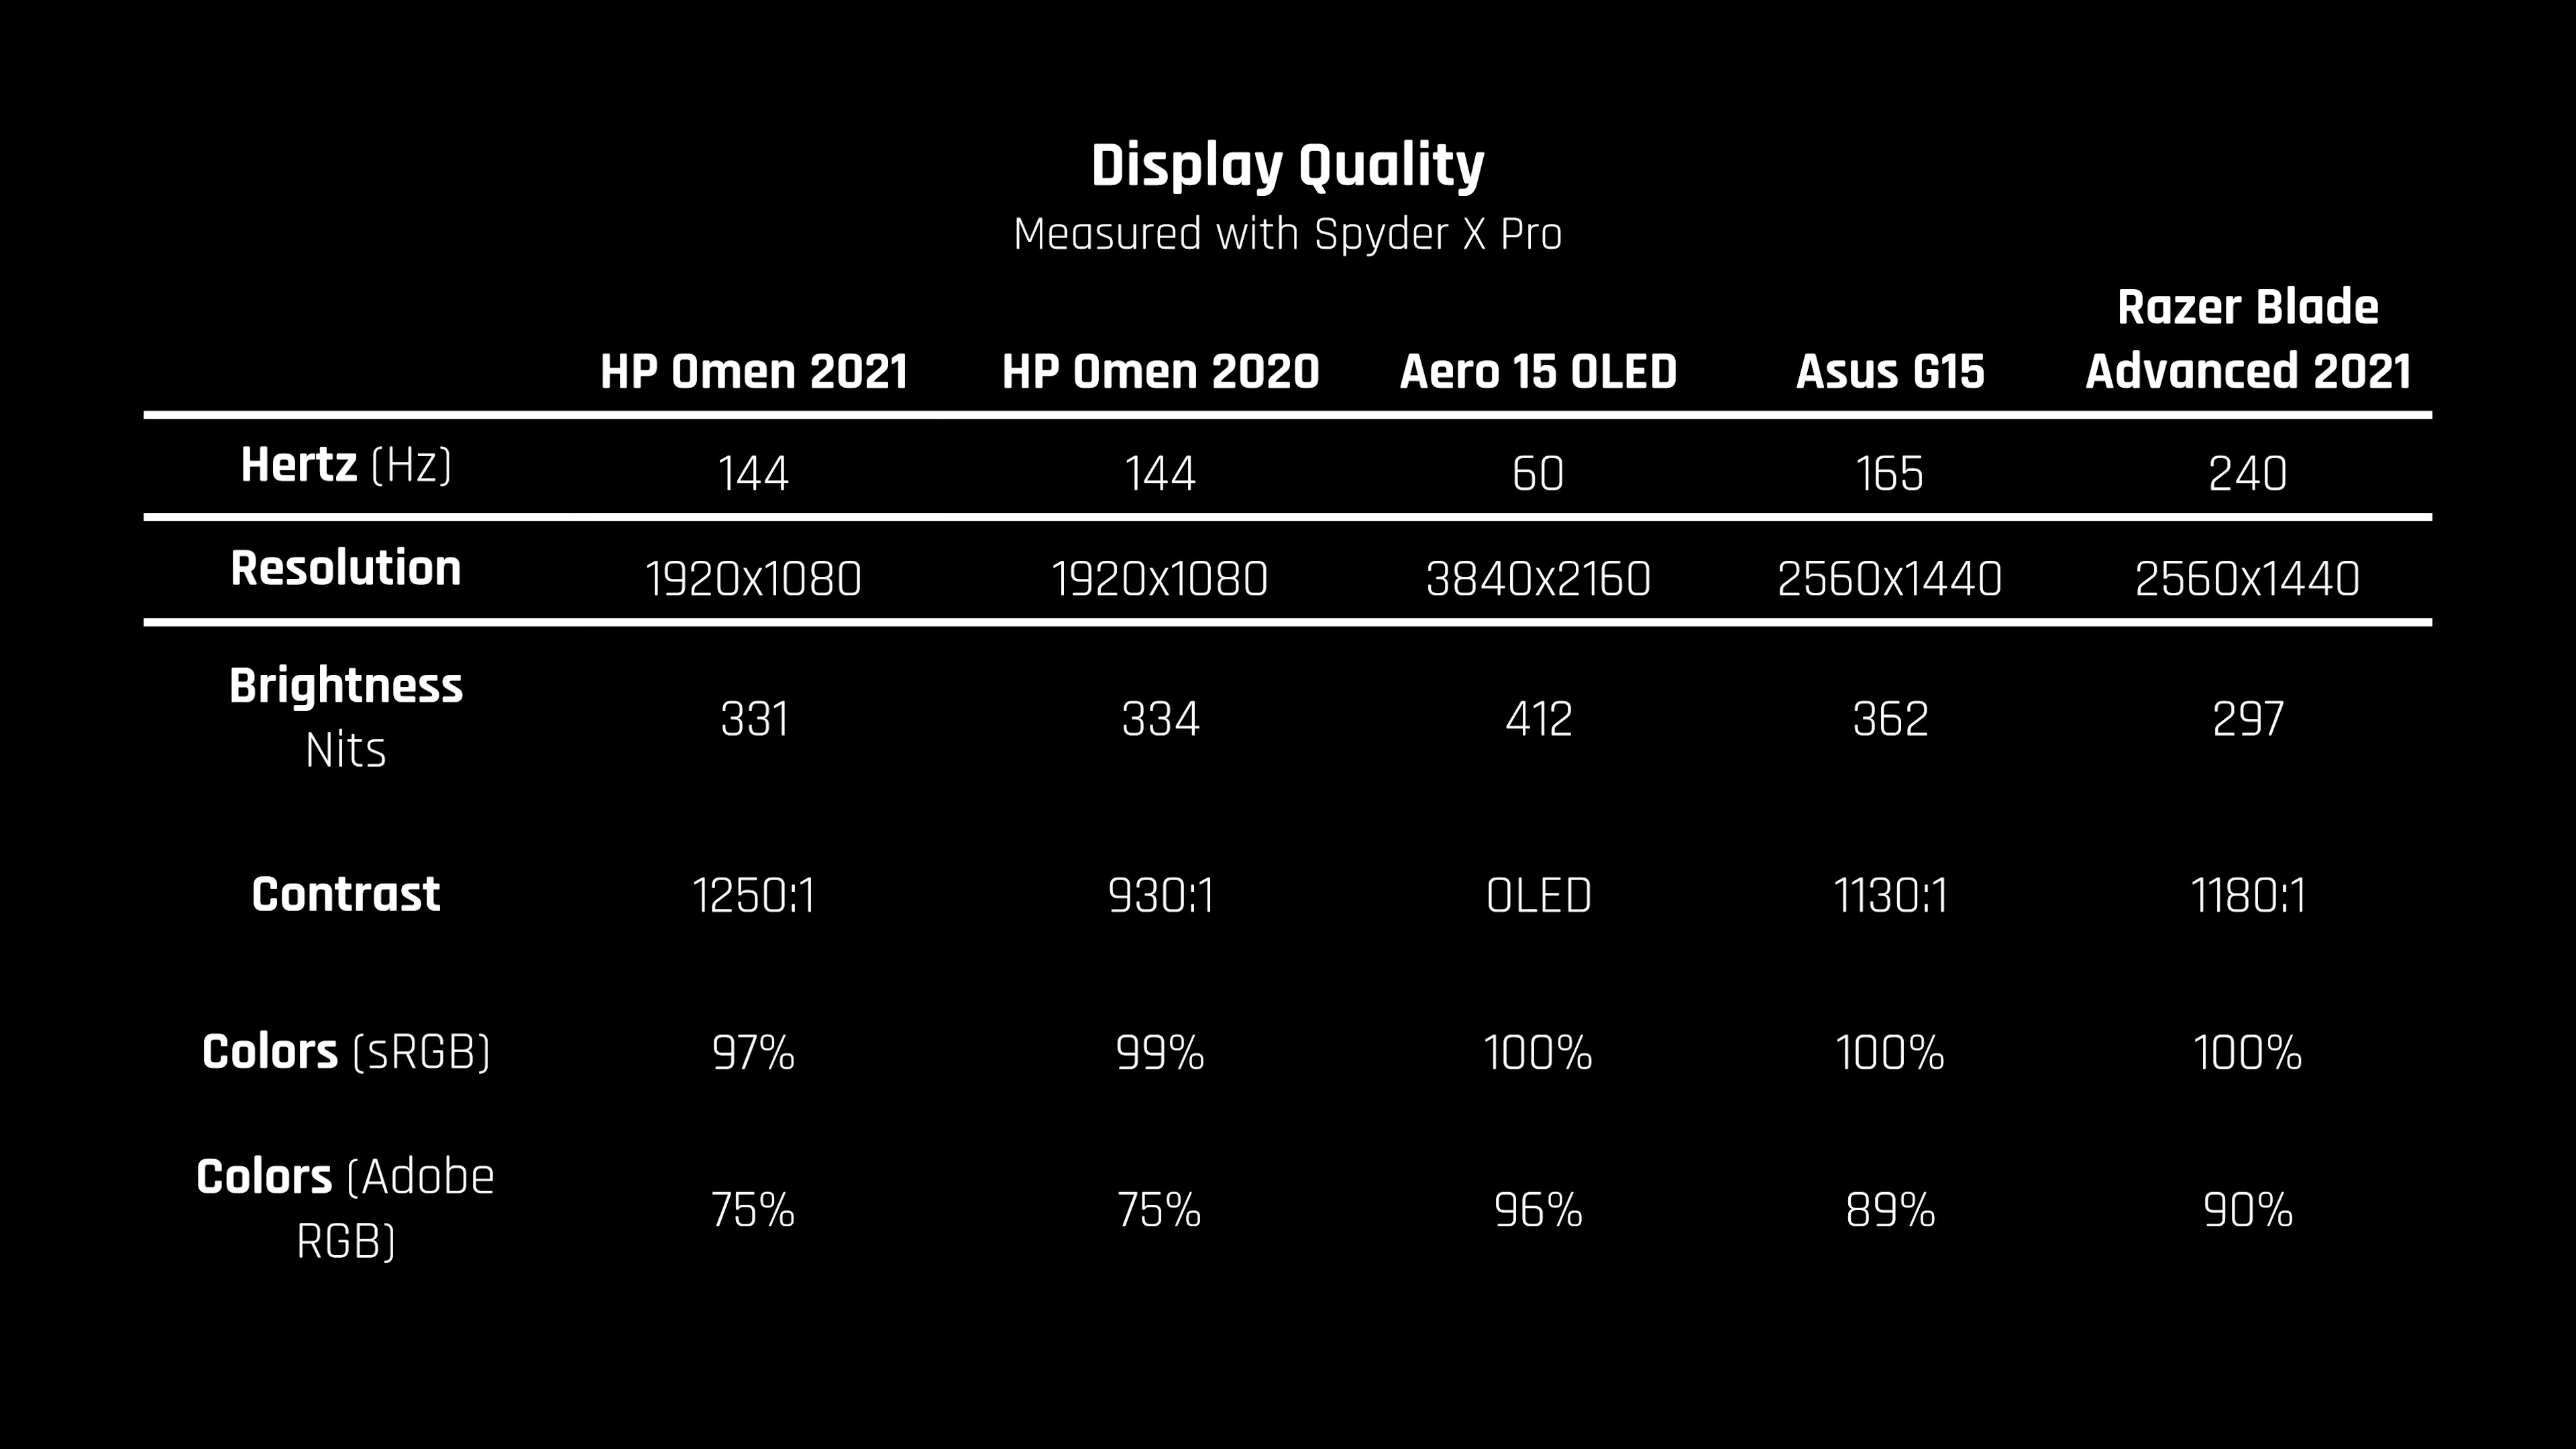 Display Quality
Measured with Spyder X Pro
Razer Blade
HP Omen 2021 HP Omen 2020 Aero 15 OLED Asus G15 Advanced 2021
Hertz (Hz) 144 144 60 165 240
Resolution 1920x1080 1920x1080 3840x2160 2560x1440 2560x1440
Brightness
331 334 412 362 297
Nits
Contrast 1250:1 930:1 OLED 1130:1 1180:1
Colors (sRGB) 97% 99% 100% 100% 100%
Colors (Adobe
75% 75% 96% 89% 90%
RGB)